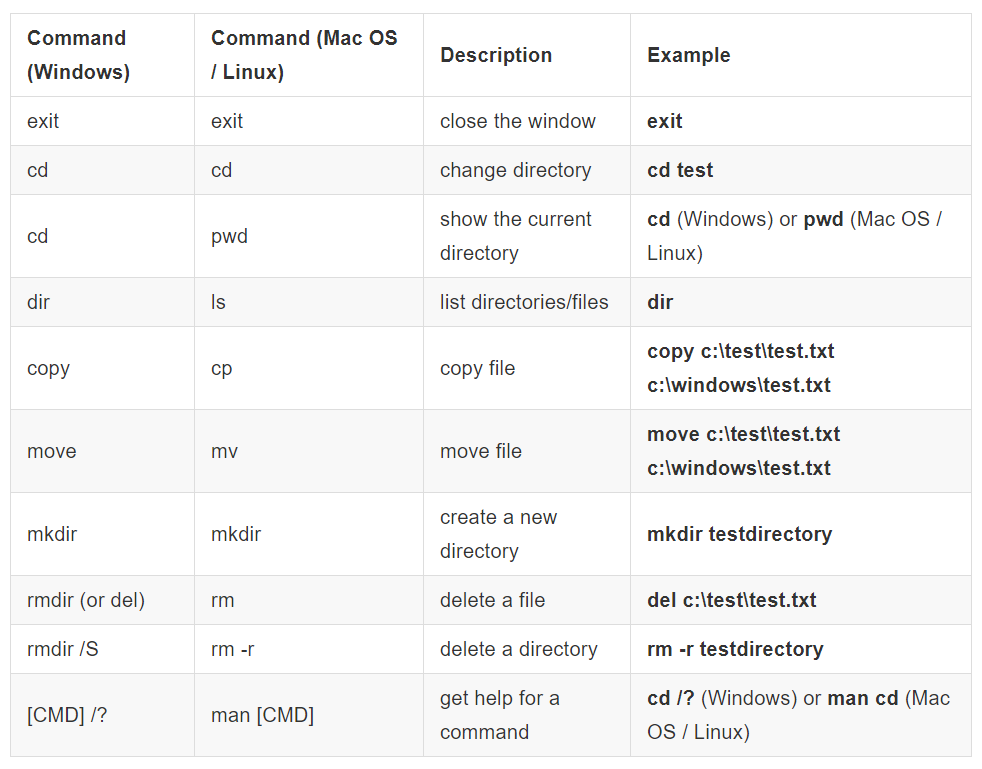 Command (Windows)
Command (Mac OS / Linux)
Description
Example
exit
exit
close the window
exit
cd
cd
change directory
cd test
cd
pwd
show the current directory
cd (Windows) or pwd (Mac OS / Linux)
dir
ls
list directories/files
dir
copy
cp
copy file
copy c:\test\test.txt
c:\windows\test.txt
move
mv
move file
move c:\test\test.txt
c:\windows\test.txt
mkdir
mkdir
create a new directory
mkdir testdirectory
rmdir (or del)
rm
delete a file
del c:\test\test.txt
rmdir /S
rm -r
delete a directory
rm -r testdirectory
[CMD] /?
man [CMD]
get help for a command
cd /? (Windows) or man cd (Mac OS / Linux)